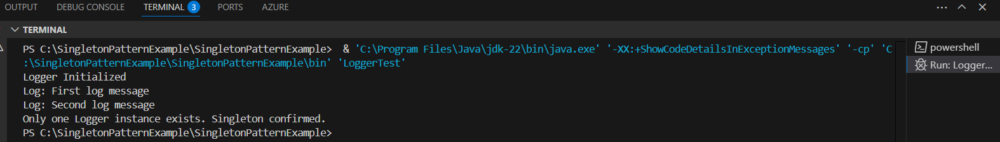 OUTPUT DEBUG CONSOLE TERMINAL 3 PORTS AZURE
TERMINAL
PS C:\SingletonPatternExample\SingletonPatternExample>  & 'C:\Program Files\Java\jdk-22\bin\java.exe' '-XX:+ShowCodeDetailsInExceptionMessages' '-cp' 'C
:\SingletonPatternExample\SingletonPatternExample\bin' 'LoggerTest'
Logger Initialized
Log: First log message
Log: Second log message
Only one Logger instance exists. Singleton confirmed.
PS C:\SingletonPatternExample\SingletonPatternExample>
powershell
Run: Logger...